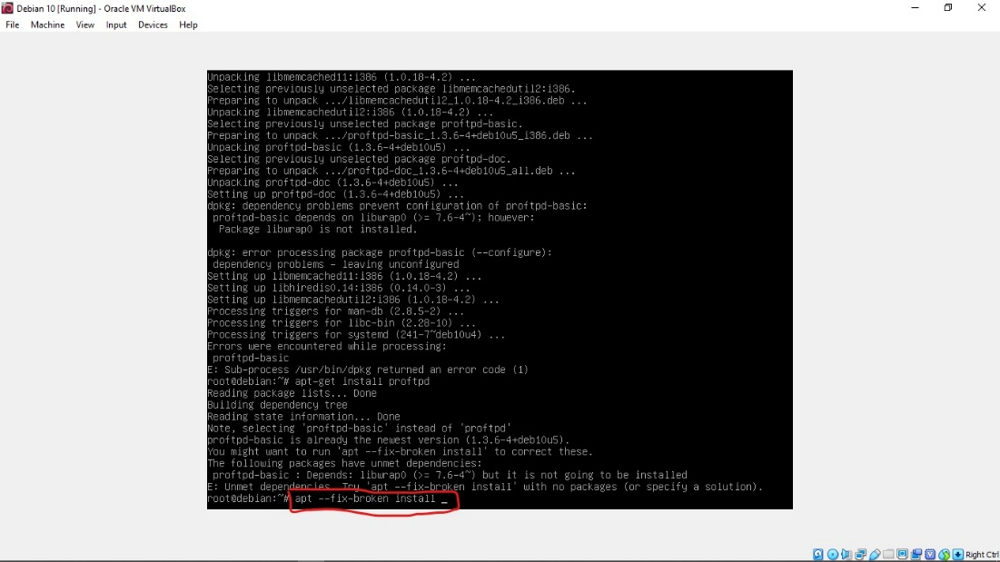 Debian 10 [Running] - Oracle VM VirtualBox
File Machine View Input Devices Help
Unpacking libmemcached11:i386 (1.0.18-4.2) ...
Selecting previously unselected package libmemcachedutil2:i386.
Preparing to unpack .../libmemcachedutil2_1.0.18-4.2_i386.deb ...
Unpacking libmemcachedutil2:i386 (1.0.18-4.2) ...
Selecting previously unselected package proftpd-basic.
Preparing to unpack .../proftpd-basic_1.3.6-4+deb10u5_i386.deb ...
Unpacking proftpd-basic (1.3.6-4+deb10u5) ...
Selecting previously unselected package proftpd-doc.
Preparing to unpack .../proftpd-doc_1.3.6-4+deb10u5_all.deb ...
Unpacking proftpd-doc (1.3.6-4+deb10u5) ...
Setting up proftpd-doc (1.3.6-4+deb10u5) ...
dpkg: dependency problems prevent configuration of proftpd-basic:
 proftpd-basic depends on libwrap0 (>= 7.6-4~); however:
  Package libwrap0 is not installed.
dpkg: error processing package proftpd-basic (--configure):
 dependency problems - leaving unconfigured
Setting up libmemcached11:i386 (1.0.18-4.2) ...
Setting up libhiredis0.14:i386 (0.14.0-3) ...
Setting up libmemcachedutil2:i386 (1.0.18-4.2) ...
Processing triggers for man-db (2.8.5-2) ...
Processing triggers for libc-bin (2.28-10) ...
Processing triggers for systemd (241-7~deb10u4) ...
Errors were encountered while processing:
 proftpd-basic
E: Sub-process /usr/bin/dpkg returned an error code (1)
root@debian:~# apt-get install proftpd
Reading package lists... Done
Building dependency tree
Reading state information... Done
Note, selecting 'proftpd-basic' instead of 'proftpd'
proftpd-basic is already the newest version (1.3.6-4+deb10u5).
You might want to run 'apt --fix-broken install' to correct these.
The following packages have unmet dependencies:
 proftpd-basic : Depends: libwrap0 (>= 7.6-4~) but it is not going to be installed
E: Unmet dependencies. Try 'apt --fix-broken install' with no packages (or specify a solution).
root@debian:~# apt --fix-broken install _
Right Ctrl